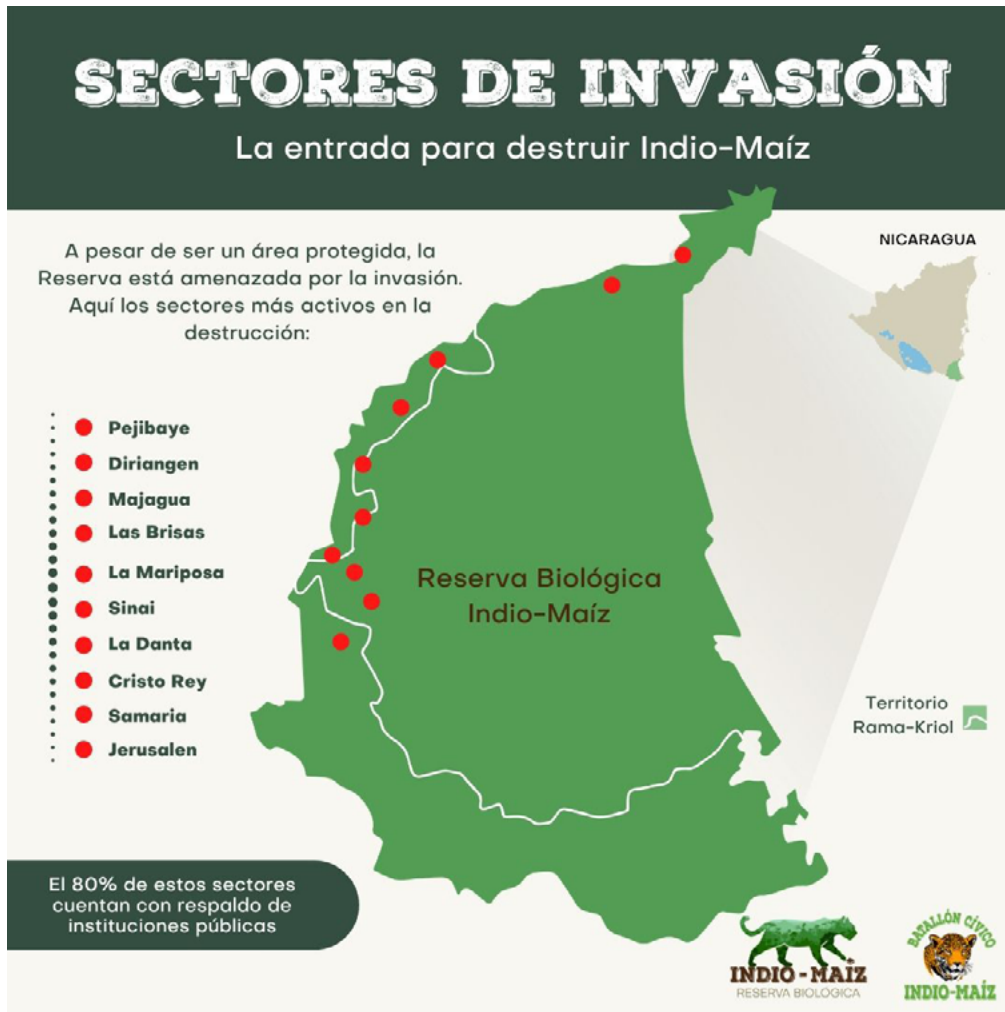 SECTORES DE INVASIÓN
La entrada para destruir Indio-Maíz
A pesar de ser un área protegida, la
Reserva está amenazada por la invasión.
Aquí los sectores más activos en la
destrucción:
NICARAGUA
Pejibaye
Diriangen
Majagua
Las Brisas
La Mariposa
Sinai
La Danta
Cristo Rey
Samaria
Jerusalen
Reserva Biológica
Indio-Maíz
Territorio
Rama-Kriol
El 80% de estos sectores
cuentan con respaldo de
instituciones públicas
INDIO-MAÍZ
RESERVA BIOLÓGICA
BATALLÓN CÍVICO
INDIO-MAÍZ